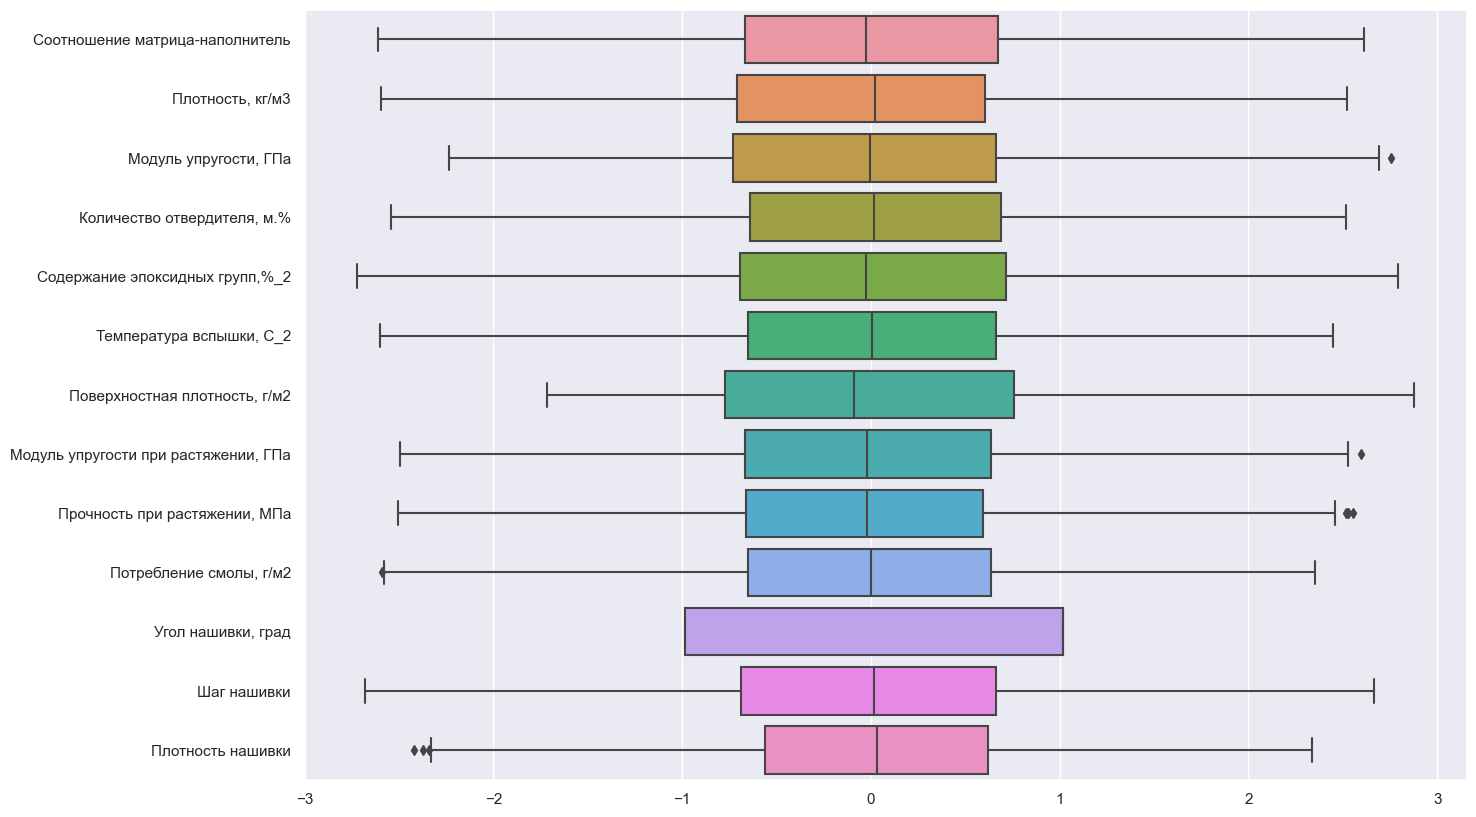 Соотношение матрица-наполнитель
Плотность, кг/м3
Модуль упругости, ГПа
Количество отвердителя, м.%
Содержание эпоксидных групп,%_2
Температура вспышки, С_2
Поверхностная плотность, г/м2
Модуль упругости при растяжении, ГПа
Прочность при растяжении, МПа
Потребление смолы, г/м2
Угол нашивки, град
Шаг нашивки
Плотность нашивки
−3 −2 −1 0 1 2 3